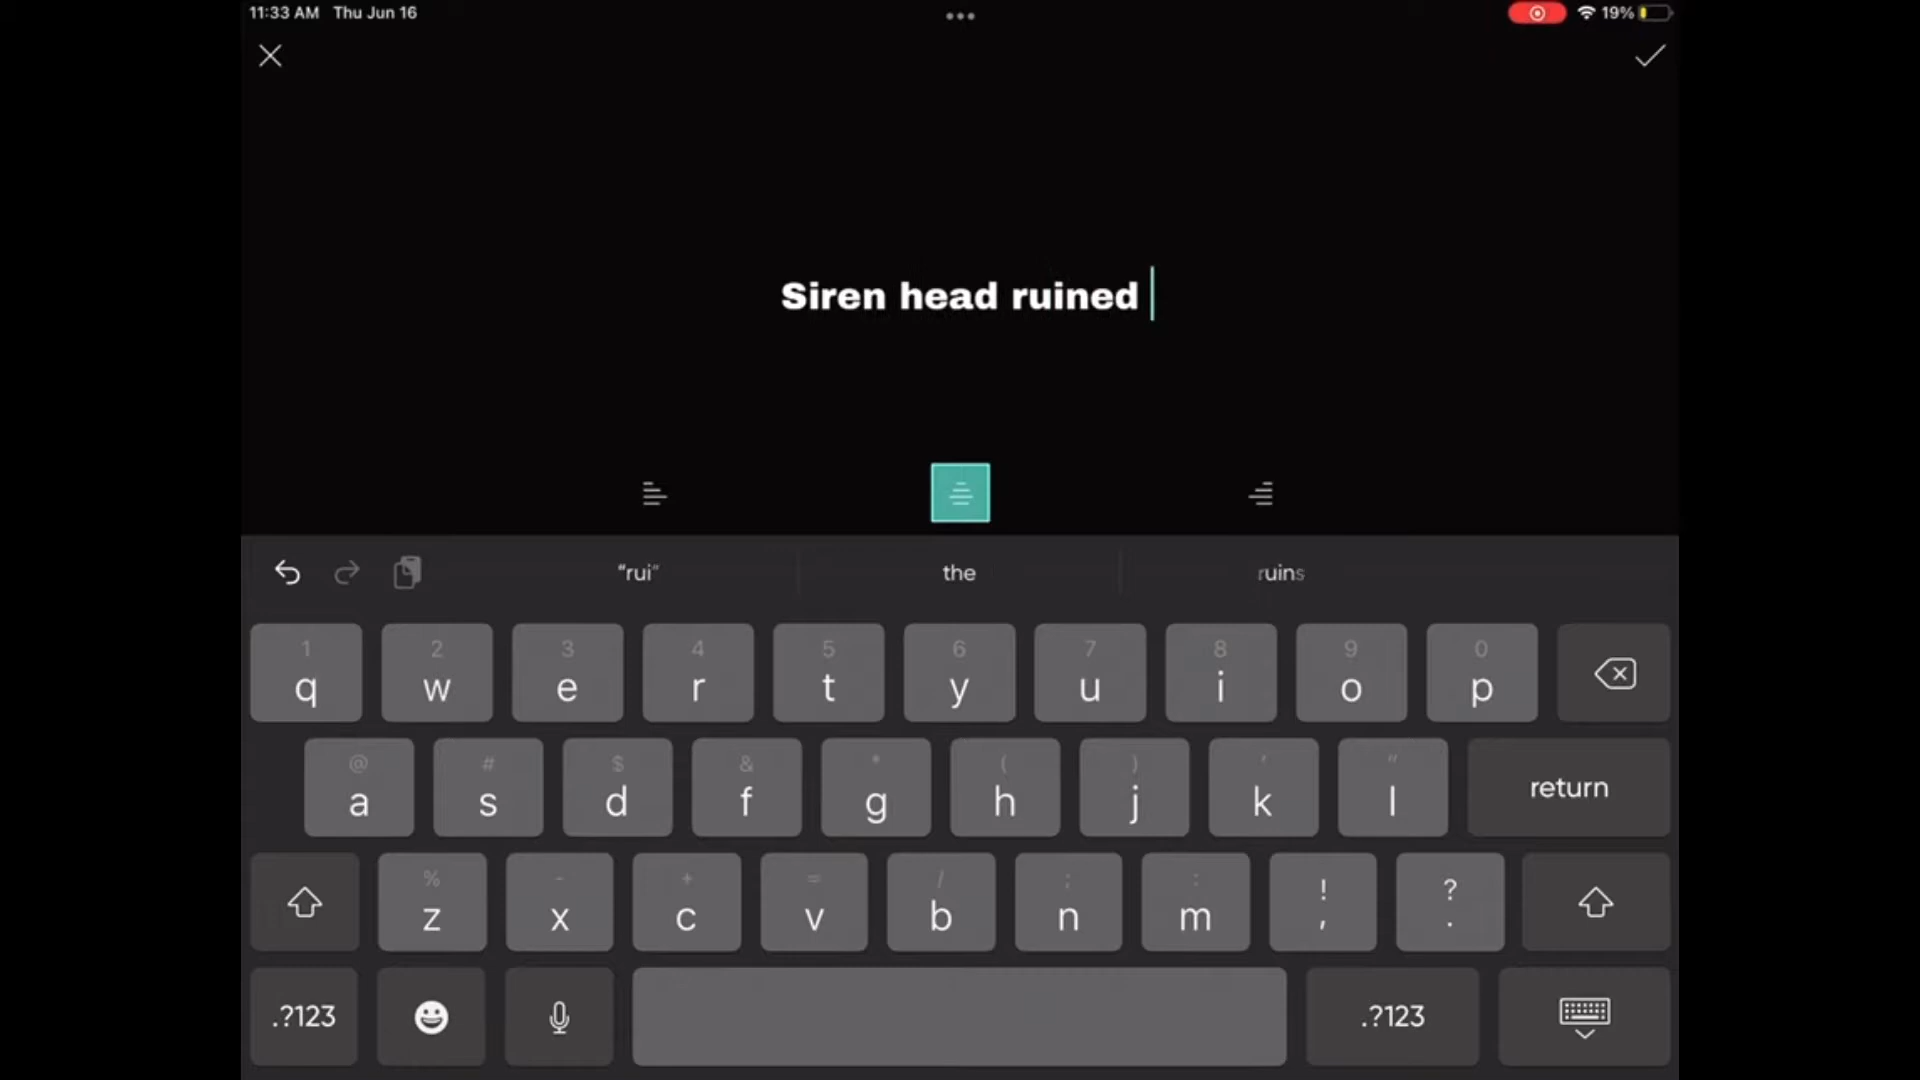 11:33 AM Thu Jun 16
19%
Siren head ruined
“rui” the ruins
1 2 3 4 5 6 7 8 9 0
q w e r t y u i o p
@ # $ & * ( ) ' "
a s d f g h j k l return
% - + = / ; : ! ?
z x c v b n m , .
.?123 .?123